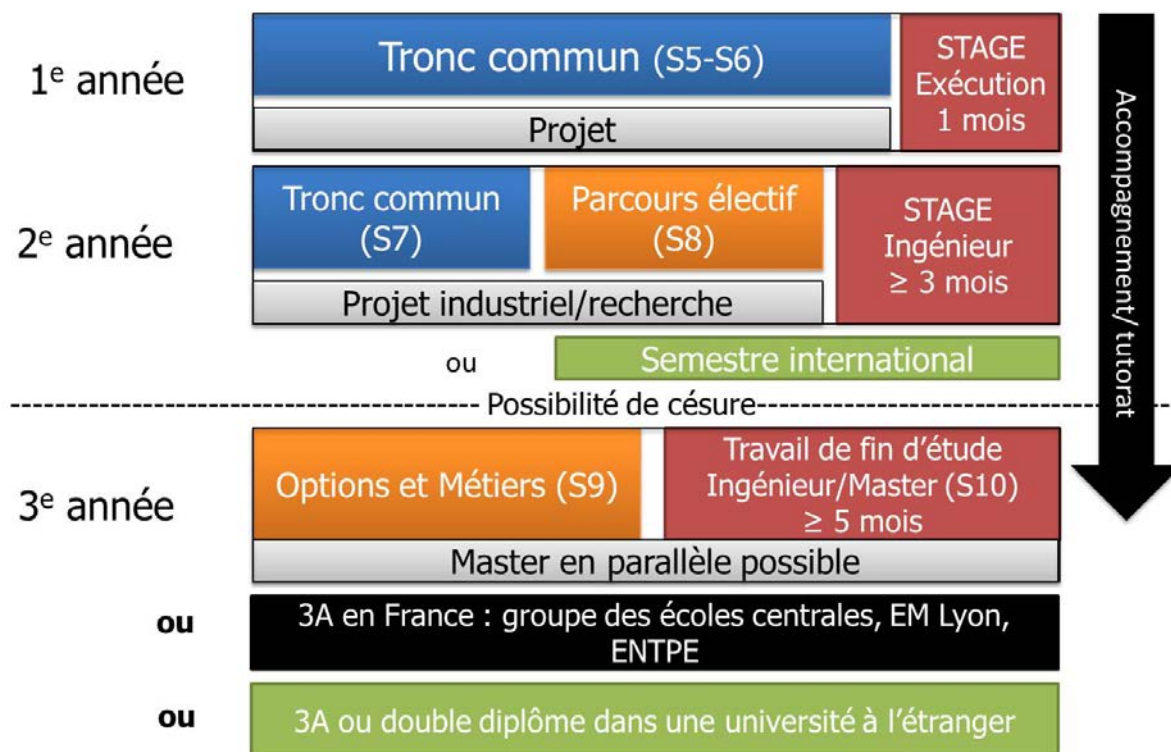 1e année
Tronc commun (S5-S6)
Projet
STAGE
Exécution
1 mois
2e année
Tronc commun
(S7)
Parcours électif
(S8)
Projet industriel/recherche
STAGE
Ingénieur
≥ 3 mois
ou
Semestre international
Possibilité de césure
3e année
Options et Métiers (S9)
Travail de fin d’étude
Ingénieur/Master (S10)
≥ 5 mois
Master en parallèle possible
ou
3A en France : groupe des écoles centrales, EM Lyon,
ENTPE
ou
3A ou double diplôme dans une université à l’étranger
Accompagnement/ tutorat